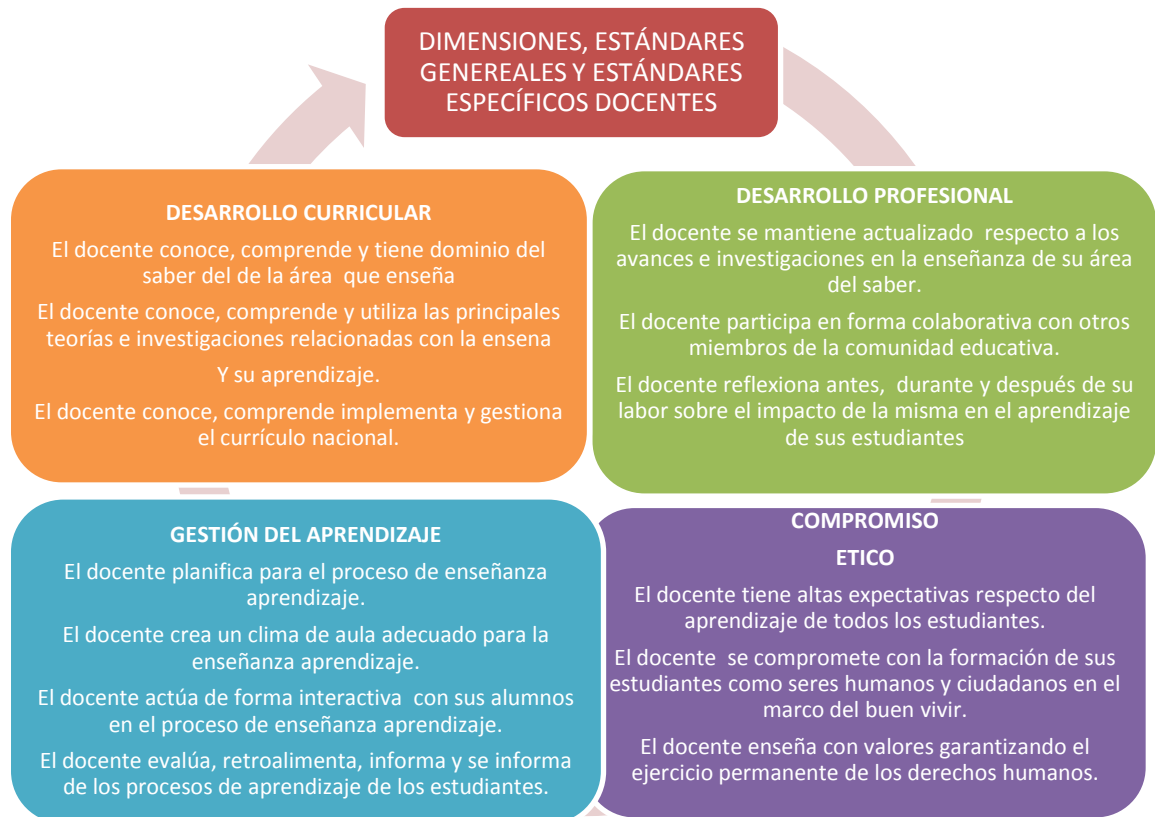 DIMENSIONES, ESTÁNDARES
GENEREALES Y ESTÁNDARES
ESPECÍFICOS DOCENTES
DESARROLLO CURRICULAR
El docente conoce, comprende y tiene dominio del
saber del de la área que enseña
El docente conoce, comprende y utiliza las principales
teorías e investigaciones relacionadas con la ensena
Y su aprendizaje.
El docente conoce, comprende implementa y gestiona
el currículo nacional.
DESARROLLO PROFESIONAL
El docente se mantiene actualizado respecto a los
avances e investigaciones en la enseñanza de su área
del saber.
El docente participa en forma colaborativa con otros
miembros de la comunidad educativa.
El docente reflexiona antes, durante y después de su
labor sobre el impacto de la misma en el aprendizaje
de sus estudiantes
GESTIÓN DEL APRENDIZAJE
El docente planifica para el proceso de enseñanza
aprendizaje.
El docente crea un clima de aula adecuado para la
enseñanza aprendizaje.
El docente actúa de forma interactiva con sus alumnos
en el proceso de enseñanza aprendizaje.
El docente evalúa, retroalimenta, informa y se informa
de los procesos de aprendizaje de los estudiantes.
COMPROMISO
ETICO
El docente tiene altas expectativas respecto del
aprendizaje de todos los estudiantes.
El docente se compromete con la formación de sus
estudiantes como seres humanos y ciudadanos en el
marco del buen vivir.
El docente enseña con valores garantizando el
ejercicio permanente de los derechos humanos.